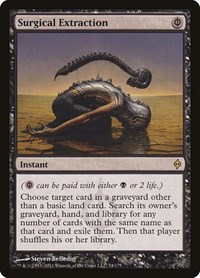 Surgical Extraction
Instant
( can be paid with either or 2 life.)
Choose target card in a graveyard other
than a basic land card. Search its owner's
graveyard, hand, and library for any
number of cards with the same name as
that card and exile them. Then that player
shuffles his or her library.
Steven Belledin